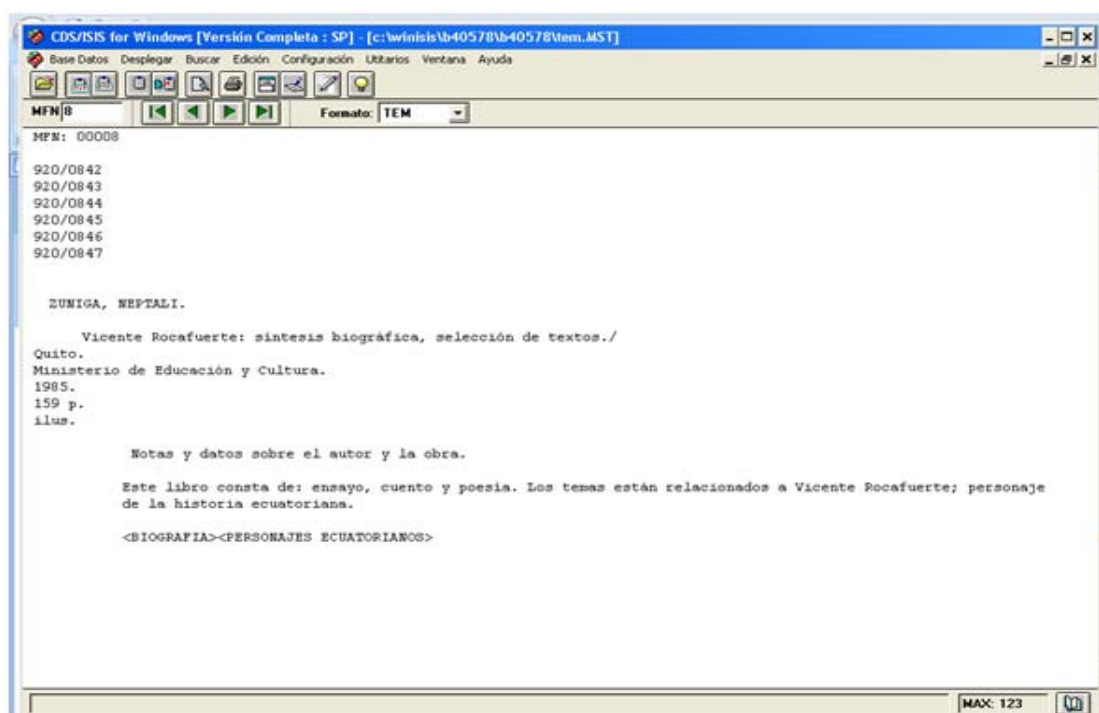 CDS/ISIS for Windows [Versión Completa : SP] - [c:\winisis\b40578\b40578\tem.MST]
Base Datos Desplegar Buscar Edición Configuración Utitarios Ventana Ayuda
MFN 8 Formato: TEM
MFN: 00008
920/0842
920/0843
920/0844
920/0845
920/0846
920/0847
ZUNIGA, NEPTALI.
Vicente Rocafuerte: sintesis biográfica, selección de textos./
Quito.
Ministerio de Educación y Cultura.
1985.
159 p.
ilus.
Notas y datos sobre el autor y la obra.
Este libro consta de: ensayo, cuento y poesia. Los temas están relacionados a Vicente Rocafuerte; personaje
de la historia ecuatoriana.
<BIOGRAFIA><PERSONAJES ECUATORIANOS>
MAX: 123